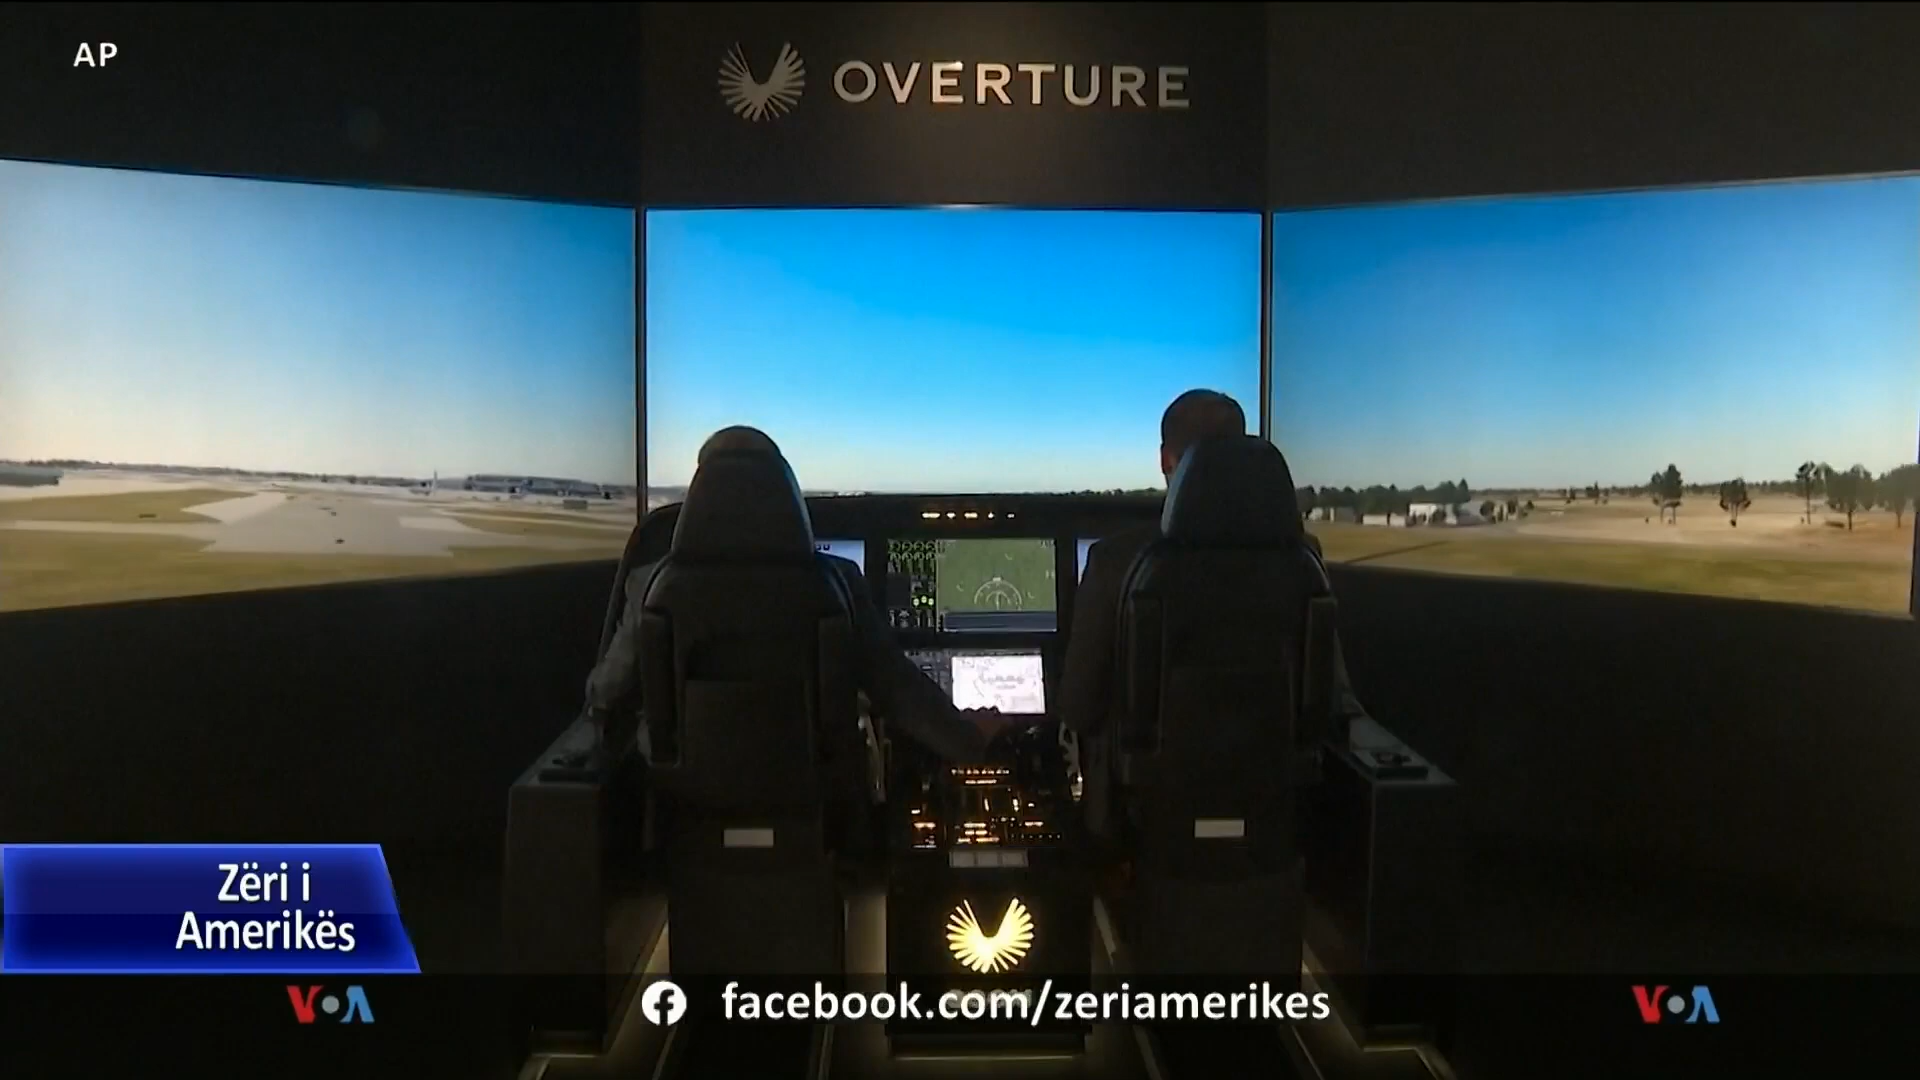 AP
OVERTURE
Zëri i
Amerikës
VOA
facebook.com/zeriamerikes
VOA